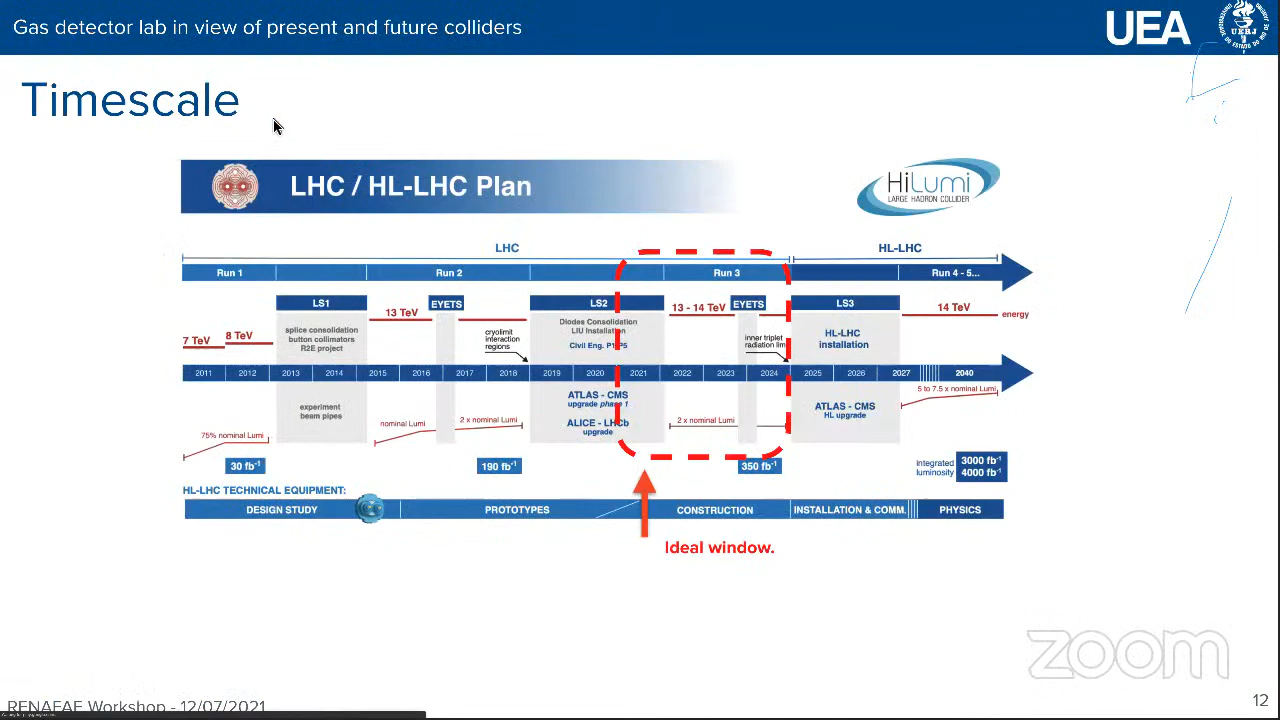 Gas detector lab in view of present and future colliders
UEA
UERJ
Timescale
LHC / HL-LHC Plan
HiLumi
LARGE HADRON COLLIDER
LHC
HL-LHC
Run 1
Run 2
Run 3
Run 4 - 5...
LS1
EYETS
LS2
EYETS
LS3
7 TeV
8 TeV
13 TeV
13 - 14 TeV
14 TeV
energy
splice consolidation
button collimators
R2E project
cryolimit
interaction
regions
Diodes Consolidation
LIU Installation
Civil Eng. P1-P5
inner triplet
radiation lim
HL-LHC
installation
2011 2012 2013 2014 2015 2016 2017 2018 2019 2020 2021 2022 2023 2024 2025 2026 2027 2040
experiment
beam pipes
ATLAS - CMS
upgrade phase 1
ALICE - LHCb
upgrade
ATLAS - CMS
HL upgrade
75% nominal Lumi
nominal Lumi
2 x nominal Lumi
2 x nominal Lumi
5 to 7.5 x nominal Lumi
30 fb⁻¹
190 fb⁻¹
350 fb⁻¹
Integrated
luminosity
3000 fb⁻¹
4000 fb⁻¹
HL-LHC TECHNICAL EQUIPMENT:
DESIGN STUDY
PROTOTYPES
CONSTRUCTION
INSTALLATION & COMM.
PHYSICS
Ideal window.
zoom
RENAFAE Workshop - 12/07/2021
12